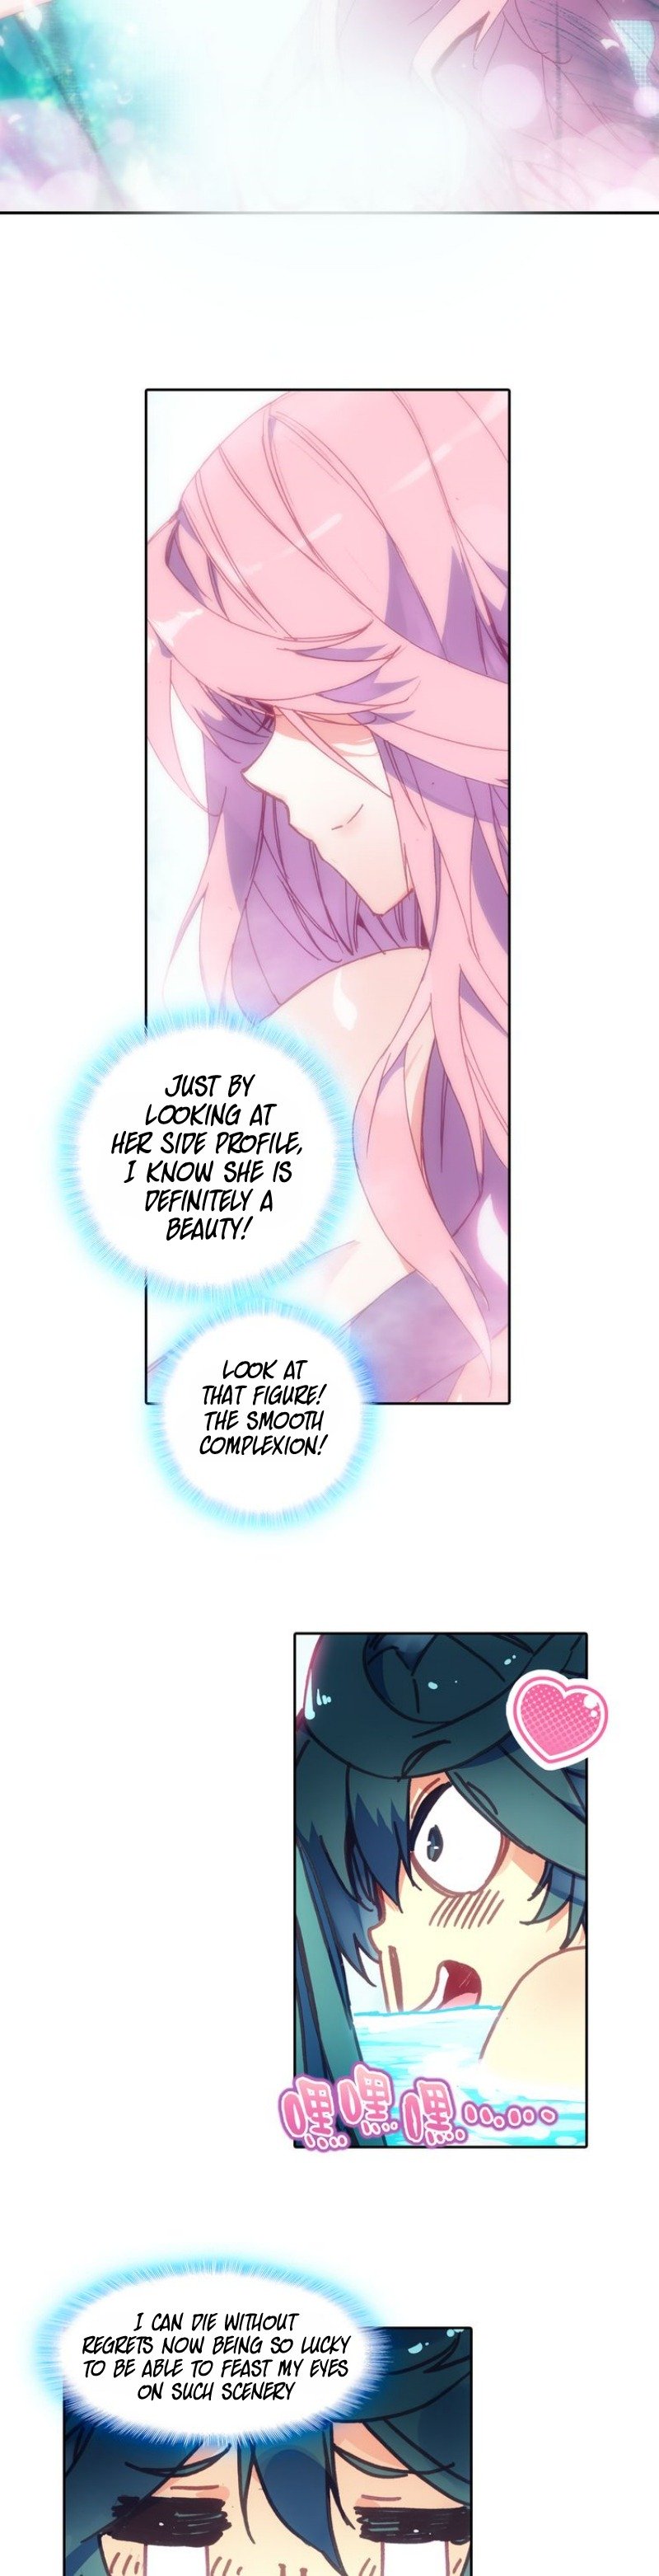 JUST BY
LOOKING AT
HER SIDE PROFILE,
I KNOW SHE IS
DEFINITELY A
BEAUTY!
LOOK AT
THAT FIGURE!
THE SMOOTH
COMPLEXION!
嘿嘿嘿……
I CAN DIE WITHOUT
REGRETS NOW BEING SO LUCKY
TO BE ABLE TO FEAST MY EYES
ON SUCH SCENERY